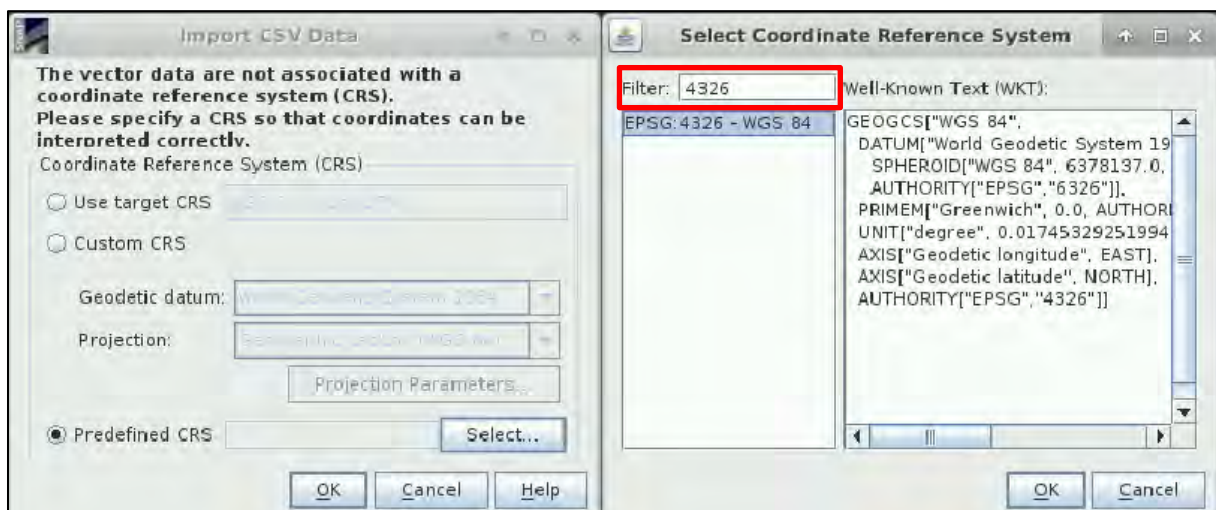 Import CSV Data
The vector data are not associated with a
coordinate reference system (CRS).
Please specify a CRS so that coordinates can be
interpreted correctly.
Coordinate Reference System (CRS)
Use target CRS
Custom CRS
Geodetic datum: World Geodetic System 1984
Projection:
Projection Parameters...
Predefined CRS
Select...
OK
Cancel
Help
Select Coordinate Reference System
Filter: 4326
Well-Known Text (WKT):
EPSG:4326 - WGS 84
GEOGCS["WGS 84",
DATUM["World Geodetic System 19
SPHEROID["WGS 84", 6378137.0,
AUTHORITY["EPSG","6326"]],
PRIMEM["Greenwich", 0.0, AUTHORI
UNIT["degree", 0.01745329251994
AXIS["Geodetic longitude", EAST],
AXIS["Geodetic latitude", NORTH],
AUTHORITY["EPSG","4326"]]
OK
Cancel